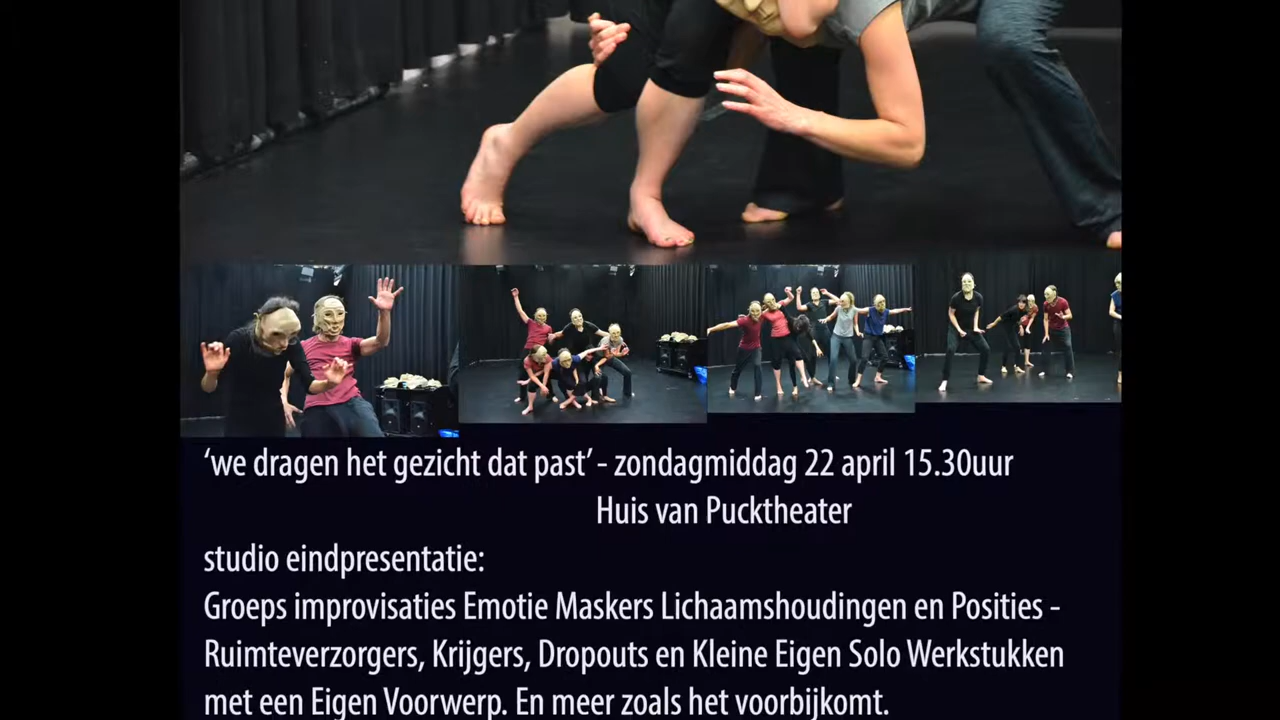 ‘we dragen het gezicht dat past’ - zondagmiddag 22 april 15.30uur
Huis van Pucktheater
studio eindpresentatie:
Groeps improvisaties Emotie Maskers Lichaamshoudingen en Posities -
Ruimteverzorgers, Krijgers, Dropouts en Kleine Eigen Solo Werkstukken
met een Eigen Voorwerp. En meer zoals het voorbijkomt.